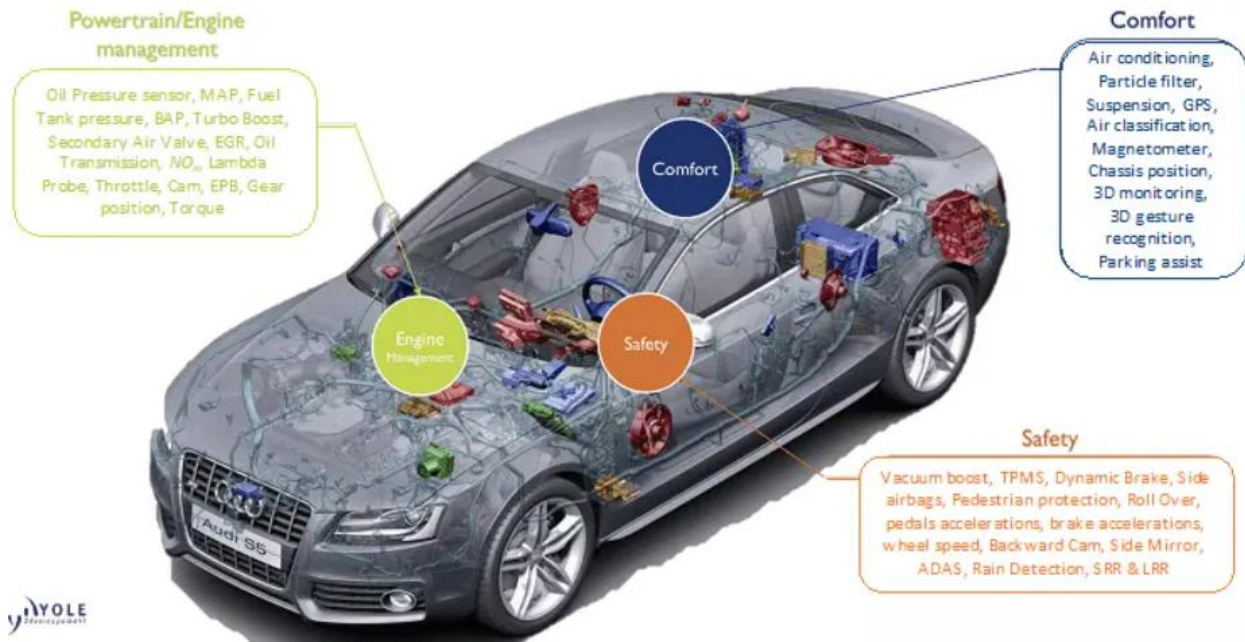 Powertrain/Engine
management
Oil Pressure sensor, MAP, Fuel
Tank pressure, BAP, Turbo Boost,
Secondary Air Valve, EGR, Oil
Transmission, NOx, Lambda
Probe, Throttle, Cam, EPB, Gear
position, Torque
Comfort
Air conditioning,
Particle filter,
Suspension, GPS,
Air classification,
Magnetometer,
Chassis position,
3D monitoring,
3D gesture
recognition,
Parking assist
Comfort
Engine
Management
Safety
Safety
Vacuum boost, TPMS, Dynamic Brake, Side
airbags, Pedestrian protection, Roll Over,
pedals accelerations, brake accelerations,
wheel speed, Backward Cam, Side Mirror,
ADAS, Rain Detection, SRR & LRR
Audi S5
YOLE
Développement